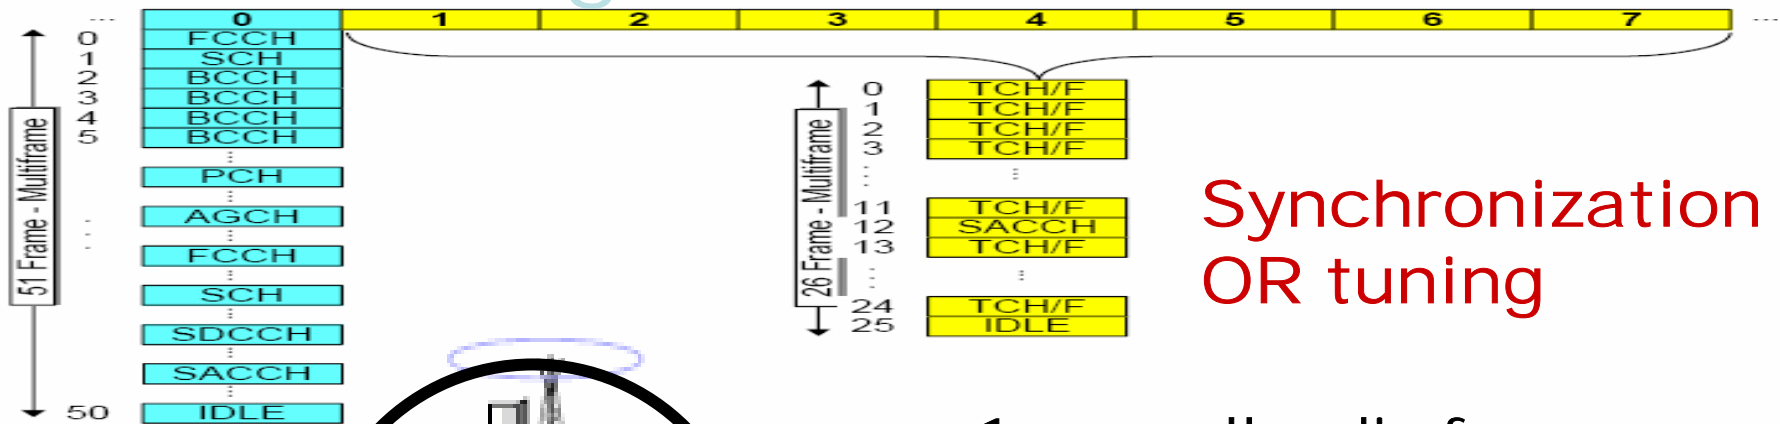 0 1 2 3 4 5 6 7
0 FCCH
1 SCH
2 BCCH
3 BCCH
4 BCCH
5 BCCH
PCH
AGCH
FCCH
SCH
SDCCH
SACCH
50 IDLE
51 Frame - Multiframe
0 TCH/F
1 TCH/F
2 TCH/F
3 TCH/F
11 TCH/F
12 SACCH
13 TCH/F
24 TCH/F
25 IDLE
26 Frame - Multiframe
Synchronization
OR tuning